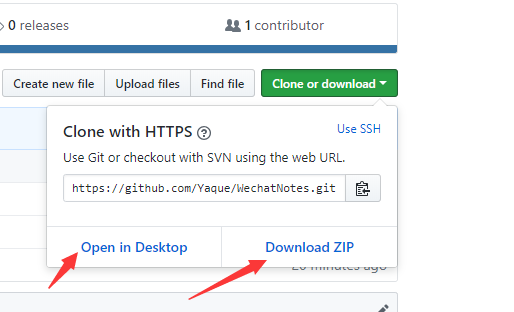 0 releases
1 contributor
Create new file
Upload files
Find file
Clone or download
Clone with HTTPS
Use SSH
Use Git or checkout with SVN using the web URL.
https://github.com/Yaque/WechatNotes.git
Open in Desktop
Download ZIP
20 minutes ago